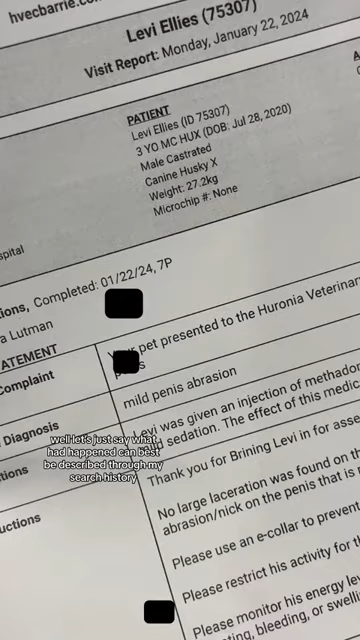 hvecbarrie.co
Levi Ellies (75307)
Visit Report: Monday, January 22, 2024
PATIENT
Levi Ellies (ID 75307)
3 YO MC HUX (DOB: Jul 28, 2020)
Male Castrated
Canine Husky X
Weight: 27.2kg
Microchip #: None
spital
ions, Completed: 01/22/24, 7P
a Lutman
ATEMENT
Complaint
pet presented to the Huronia Veterinar
mild penis abrasion
Diagnosis
Levi was given an injection of methador
mild sedation. The effect of this medic
tions
Thank you for Brining Levi in for asse
uctions
No large laceration was found on th
abrasion/nick on the penis that is
Please use an e-collar to prevent
Please restrict his activity for th
Please monitor his energy lev
ting, bleeding, or swelli
well let's just say what
had happened can best
be described through my
search history